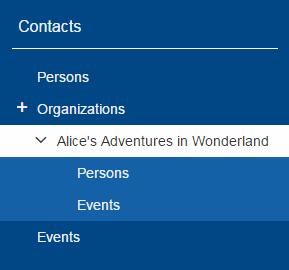 Contacts
Persons
Organizations
Alice's Adventures in Wonderland
Persons
Events
Events